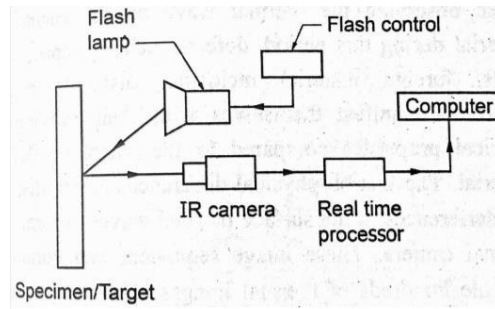 Flash
lamp
Flash control
Computer
IR camera
Real time
processor
Specimen/Target